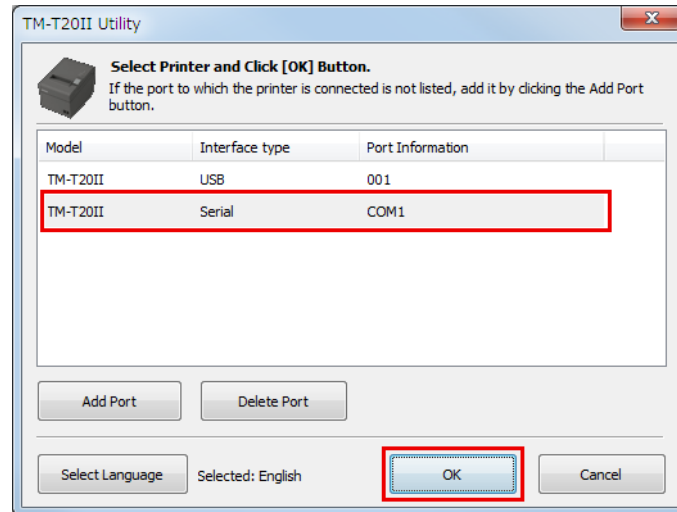 TM-T20II Utility
x
Select Printer and Click [OK] Button.
If the port to which the printer is connected is not listed, add it by clicking the Add Port
button.
Model Interface type Port Information
TM-T20II USB 001
TM-T20II Serial COM1
Add Port Delete Port
Select Language Selected: English OK Cancel